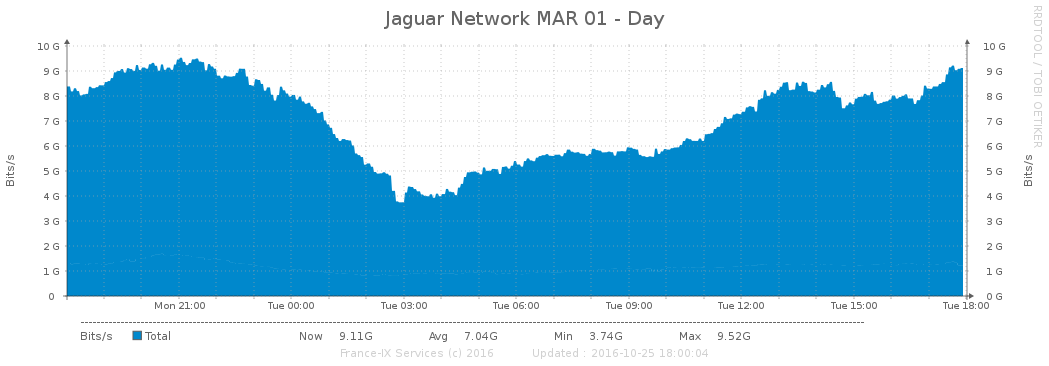 Jaguar Network MAR 01 - Day
RRDTOOL / TOBI OETIKER
Bits/s
10 G
9 G
8 G
7 G
6 G
5 G
4 G
3 G
2 G
1 G
0
10 G
9 G
8 G
7 G
6 G
5 G
4 G
3 G
2 G
1 G
0 G
Bits/s
Mon 21:00 Tue 00:00 Tue 03:00 Tue 06:00 Tue 09:00 Tue 12:00 Tue 15:00 Tue 18:00
Bits/s Total Now 9.11G Avg 7.04G Min 3.74G Max 9.52G
France-IX Services (c) 2016 Updated : 2016-10-25 18:00:04